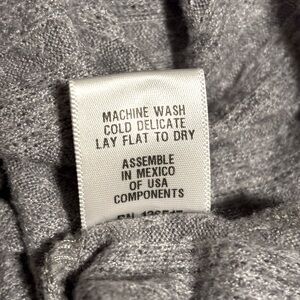 MACHINE WASH
COLD DELICATE
LAY FLAT TO DRY
ASSEMBLE
IN MEXICO
OF USA
COMPONENTS